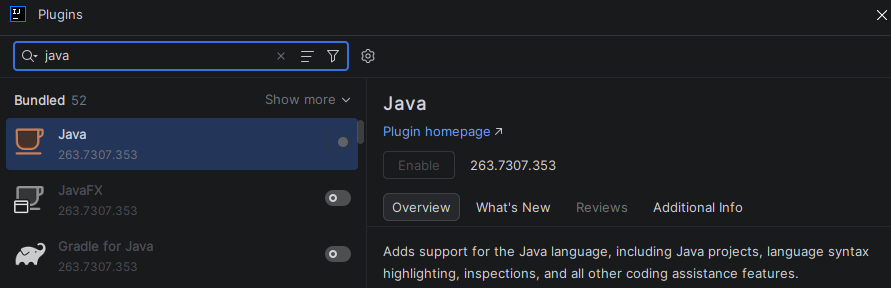 IJ
Plugins
java
Bundled 52
Show more
Java
263.7307.353
JavaFX
263.7307.353
Gradle for Java
263.7307.353
Java
Plugin homepage ↗
Enable 263.7307.353
Overview What's New Reviews Additional Info
Adds support for the Java language, including Java projects, language syntax
highlighting, inspections, and all other coding assistance features.